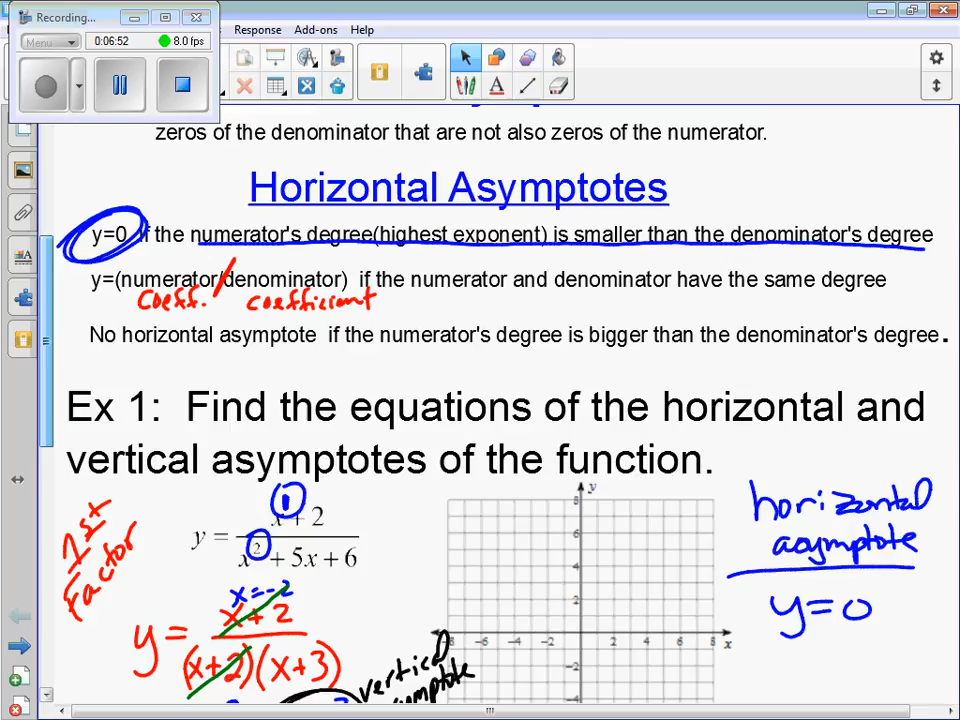 Recording...
Menu
0:06:52
8.0 fps
Response
Add-ons
zeros of the denominator that are not also zeros of the numerator.
Horizontal Asymptotes
y=0 if the numerator's degree(highest exponent) is smaller than the denominator's degree
y=(numerator/denominator) if the numerator and denominator have the same degree
coeff. / coefficient
No horizontal asymptote if the numerator's degree is bigger than the denominator's degree.
Ex 1: Find the equations of the horizontal and
vertical asymptotes of the function.
1st
Factor
1
x + 2
y =
x² + 5x + 6
x=-2
y = x+2
(x+2)(x+3)
vertical
y
8
6
4
2
-8 -6 -4 -2 2 4 6 8 x
-2
-4
horizontal
asymptote
y=0